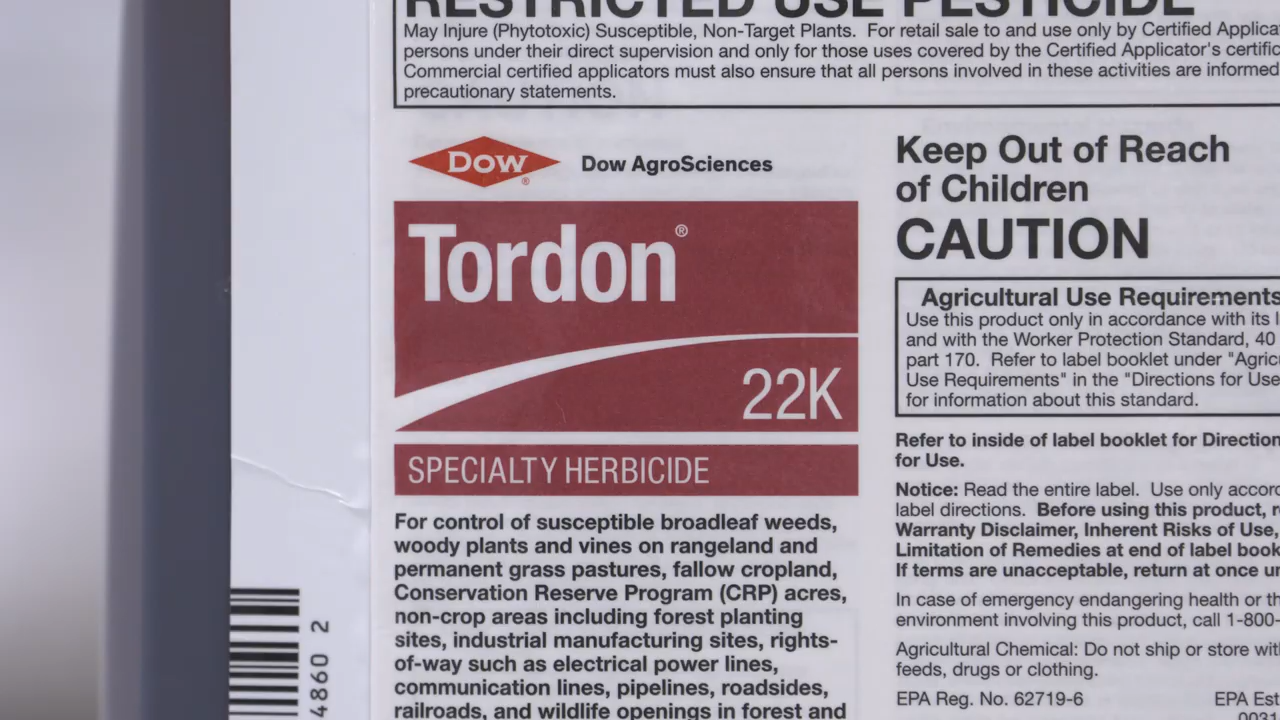 RESTRICTED USE PESTICIDE
May Injure (Phytotoxic) Susceptible, Non-Target Plants. For retail sale to and use only by Certified Applica
persons under their direct supervision and only for those uses covered by the Certified Applicator's certific
Commercial certified applicators must also ensure that all persons involved in these activities are informed
precautionary statements.
DOW®
Dow AgroSciences
Tordon®
22K
SPECIALTY HERBICIDE
For control of susceptible broadleaf weeds,
woody plants and vines on rangeland and
permanent grass pastures, fallow cropland,
Conservation Reserve Program (CRP) acres,
non-crop areas including forest planting
sites, industrial manufacturing sites, rights-
of-way such as electrical power lines,
communication lines, pipelines, roadsides,
railroads, and wildlife openings in forest and
Keep Out of Reach
of Children
CAUTION
Agricultural Use Requirements
Use this product only in accordance with its l
and with the Worker Protection Standard, 40
part 170. Refer to label booklet under "Agric
Use Requirements" in the "Directions for Use
for information about this standard.
Refer to inside of label booklet for Direction
for Use.
Notice: Read the entire label. Use only accord
label directions. Before using this product, r
Warranty Disclaimer, Inherent Risks of Use,
Limitation of Remedies at end of label book
If terms are unacceptable, return at once un
In case of emergency endangering health or th
environment involving this product, call 1-800-
Agricultural Chemical: Do not ship or store wit
feeds, drugs or clothing.
EPA Reg. No. 62719-6
EPA Est
4860 2